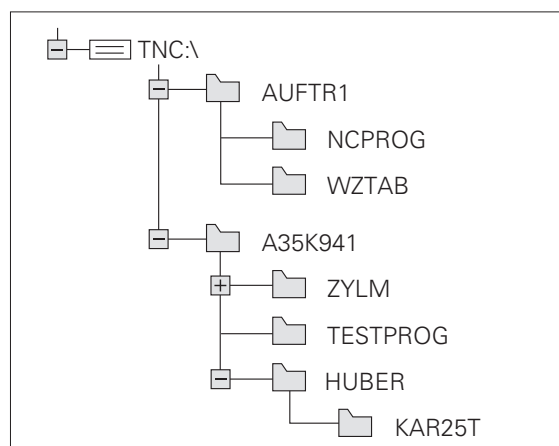 TNC:\
AUFTR1
NCPROG
WZTAB
A35K941
ZYLM
TESTPROG
HUBER
KAR25T